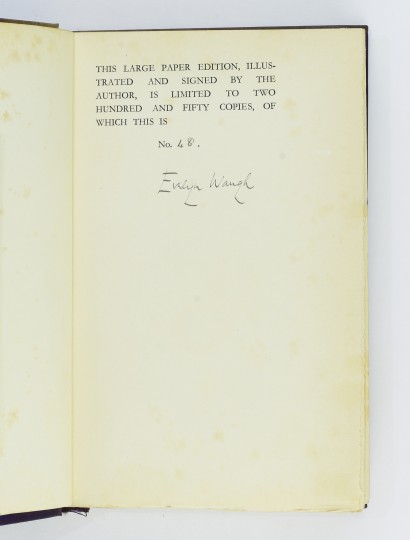 THIS LARGE PAPER EDITION, ILLUS-
TRATED AND SIGNED BY THE
AUTHOR, IS LIMITED TO TWO
HUNDRED AND FIFTY COPIES, OF
WHICH THIS IS
No. 48.
Evelyn Waugh